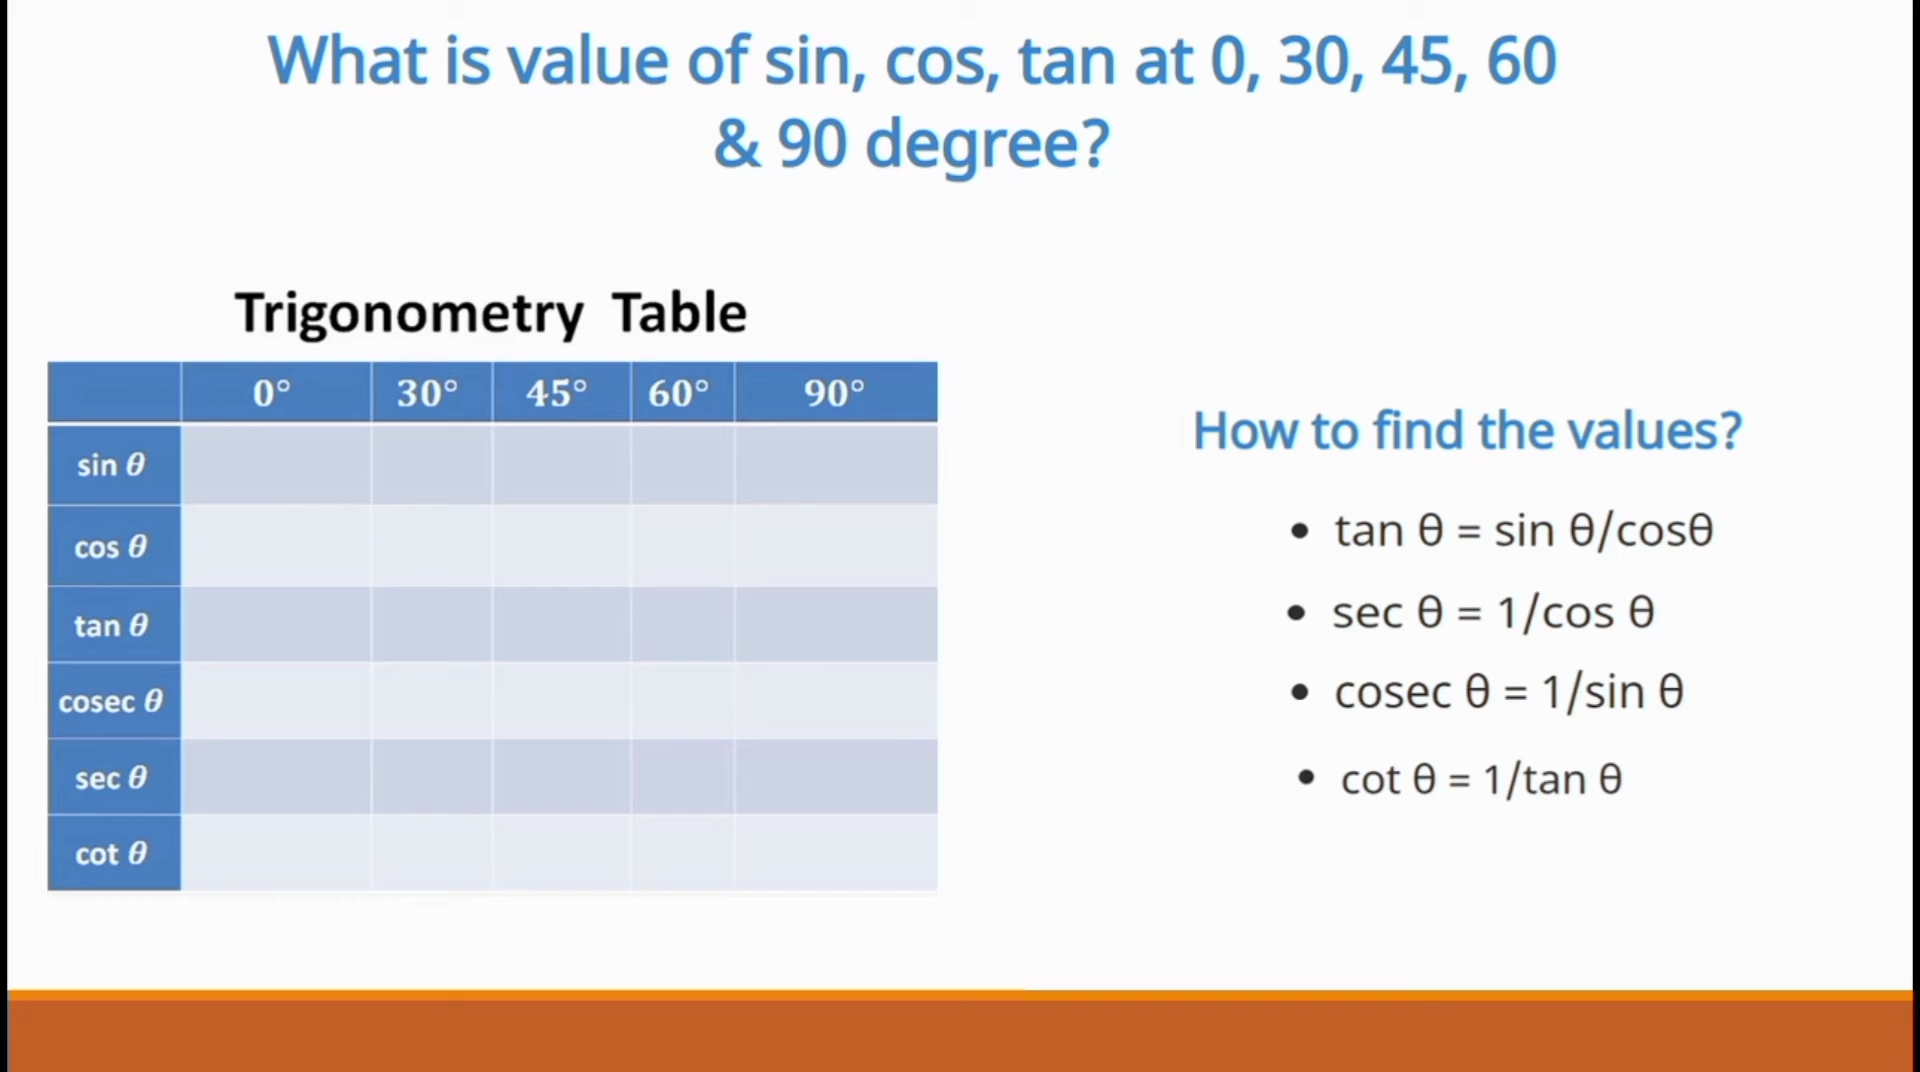 What is value of sin, cos, tan at 0, 30, 45, 60
& 90 degree?
Trigonometry Table
0° 30° 45° 60° 90°
sin θ
cos θ
tan θ
cosec θ
sec θ
cot θ
How to find the values?
• tan θ = sin θ/cosθ
• sec θ = 1/cos θ
• cosec θ = 1/sin θ
• cot θ = 1/tan θ